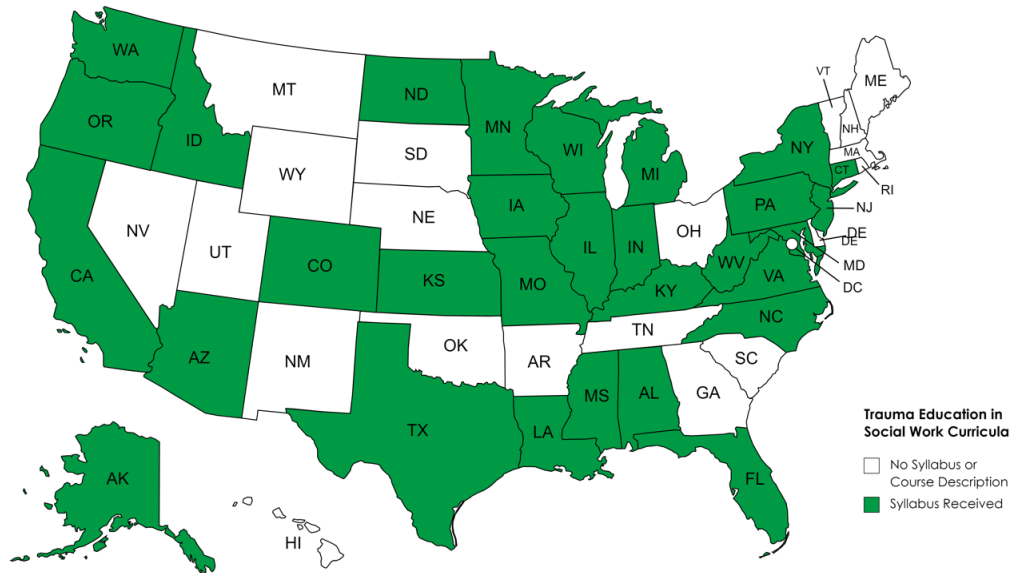 WA
MT
ND
MN
VT
ME
OR
ID
WY
SD
WI
MI
NY
NH
MA
CT
RI
NV
UT
NE
IA
PA
NJ
CA
CO
KS
MO
IL
IN
OH
WV
VA
DE
DE
MD
DC
KY
AZ
NM
OK
AR
TN
NC
SC
TX
LA
MS
AL
GA
FL
AK
HI
Trauma Education in
Social Work Curricula
No Syllabus or
Course Description
Syllabus Received